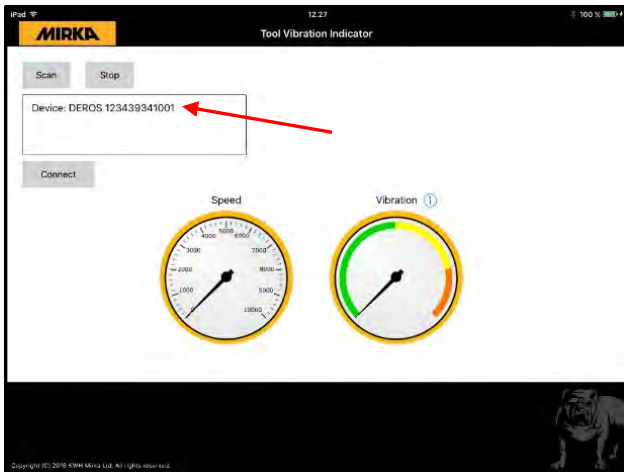 iPad 12.27 100 %
MIRKA Tool Vibration Indicator
Scan Stop
Device: DEROS 123439341001
Connect
Speed Vibration
0
1000
2000
3000
4000
5000
6000
7000
8000
9000
10000
Copyright (C) 2016 KWH Mirka Ltd. All rights reserved.